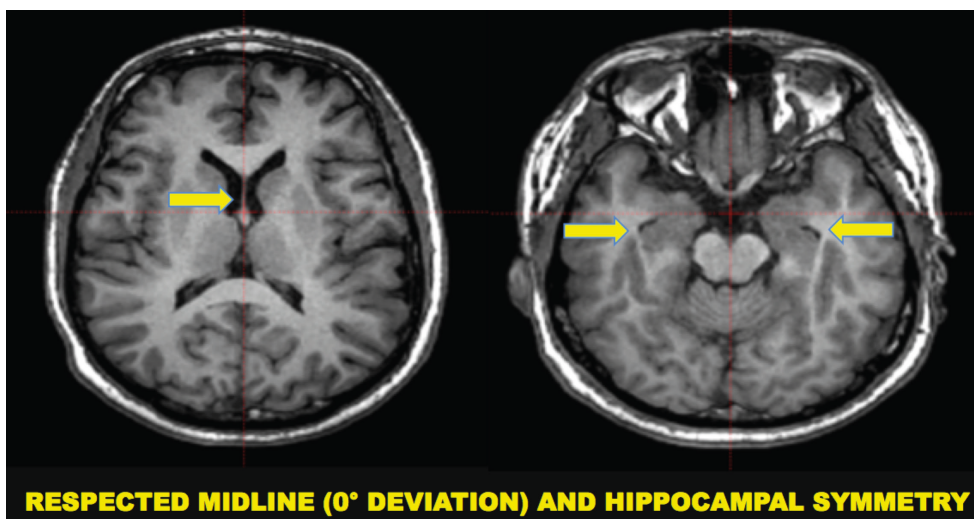 RESPECTED MIDLINE (0° DEVIATION) AND HIPPOCAMPAL SYMMETRY